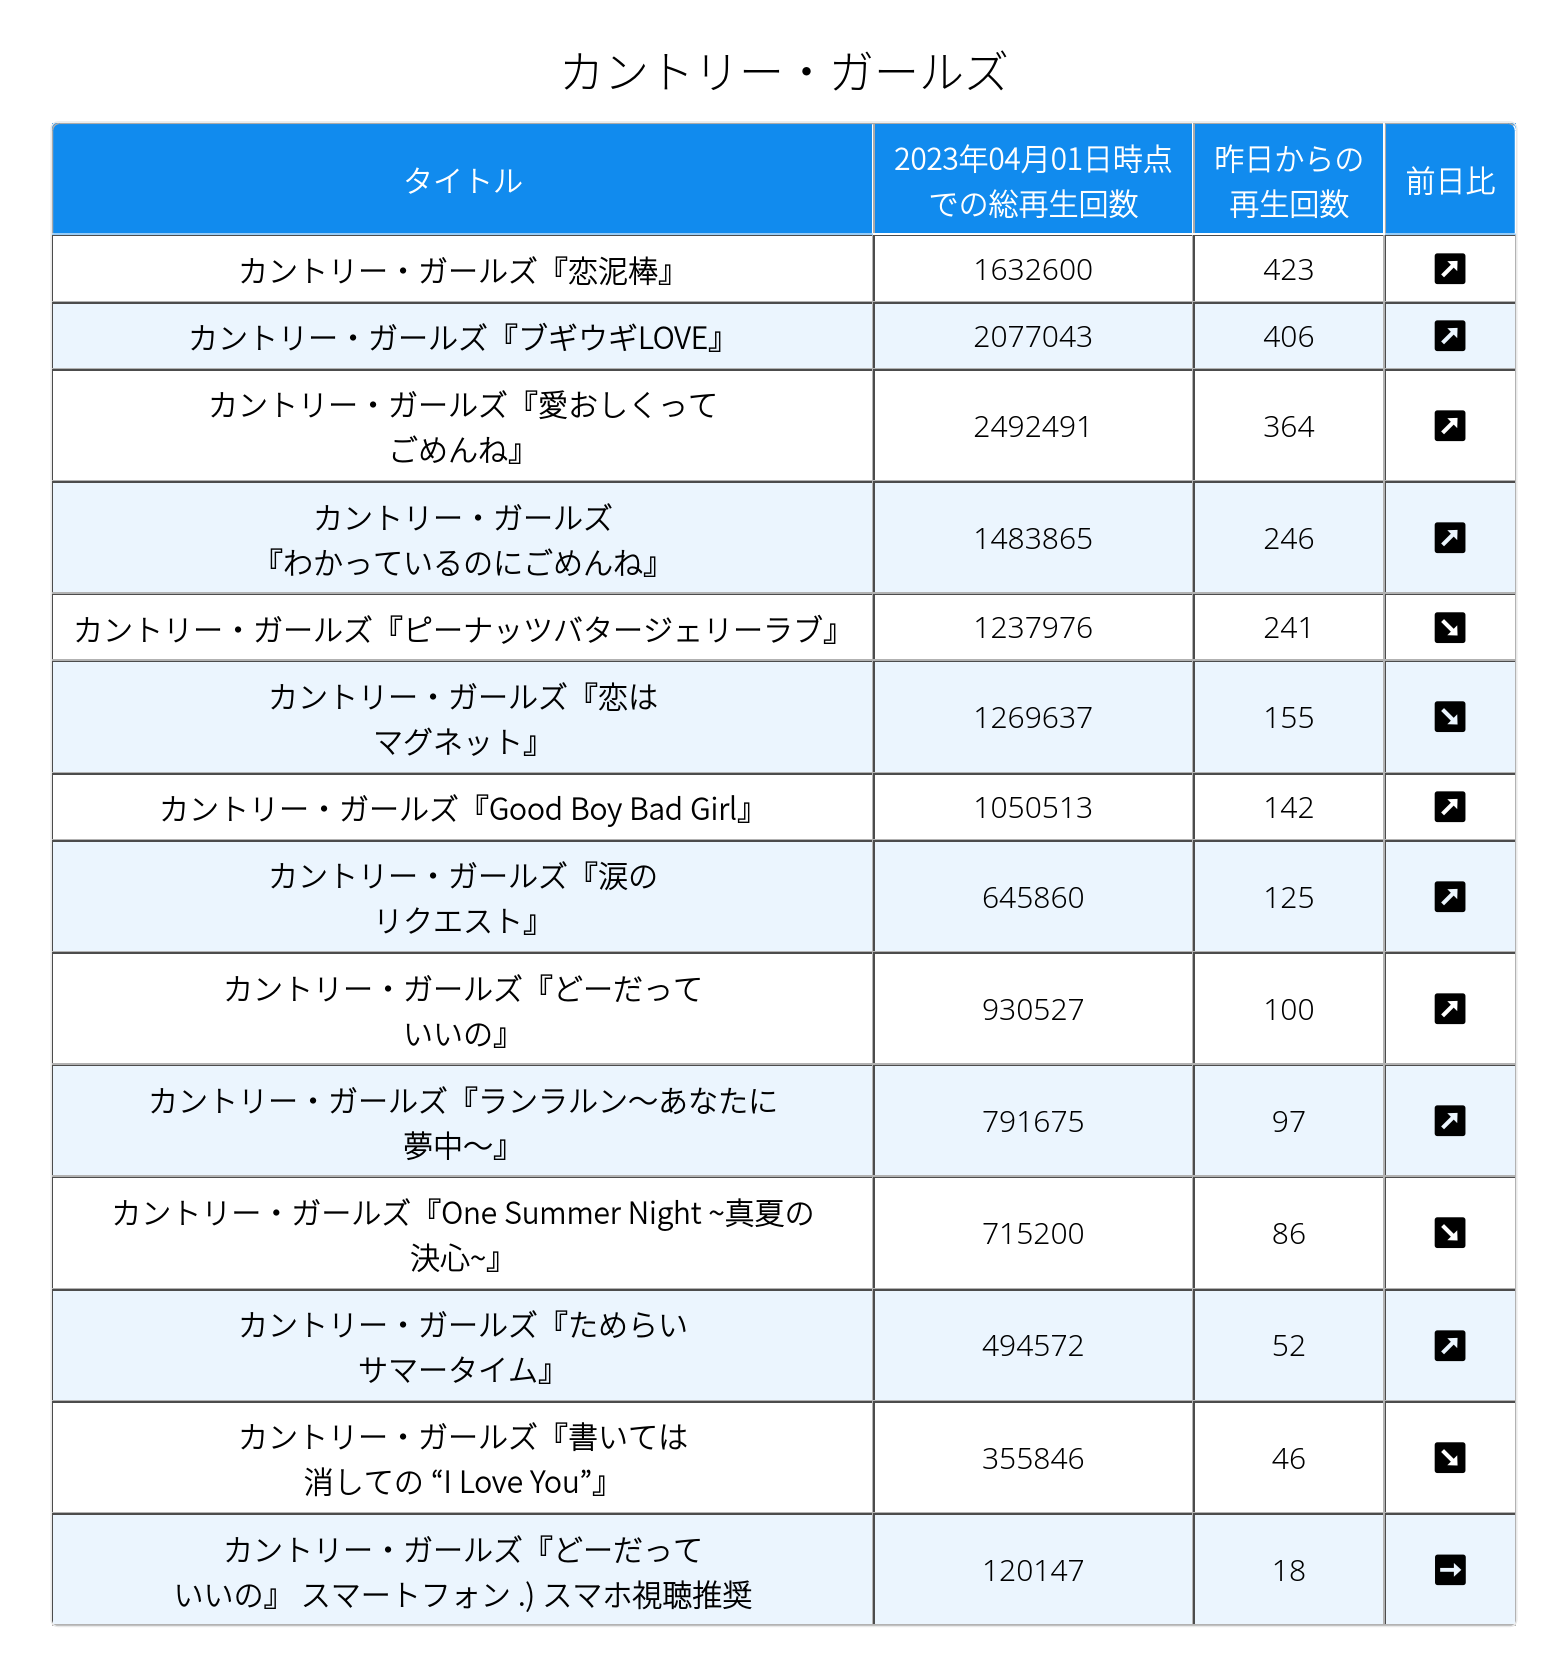 カントリー・ガールズ
タイトル
2023年04月01日時点
での総再生回数
昨日からの
再生回数
前日比
カントリー・ガールズ『恋泥棒』
1632600
423
カントリー・ガールズ『ブギウギLOVE』
2077043
406
カントリー・ガールズ『愛おしくって
ごめんね』
2492491
364
カントリー・ガールズ
『わかっているのにごめんね』
1483865
246
カントリー・ガールズ『ピーナッツバタージェリーラブ』
1237976
241
カントリー・ガールズ『恋は
マグネット』
1269637
155
カントリー・ガールズ『Good Boy Bad Girl』
1050513
142
カントリー・ガールズ『涙の
リクエスト』
645860
125
カントリー・ガールズ『どーだって
いいの』
930527
100
カントリー・ガールズ『ランラルン〜あなたに
夢中〜』
791675
97
カントリー・ガールズ『One Summer Night ~真夏の
決心~』
715200
86
カントリー・ガールズ『ためらい
サマータイム』
494572
52
カントリー・ガールズ『書いては
消しての “I Love You”』
355846
46
カントリー・ガールズ『どーだって
いいの』 スマートフォン .) スマホ視聴推奨
120147
18